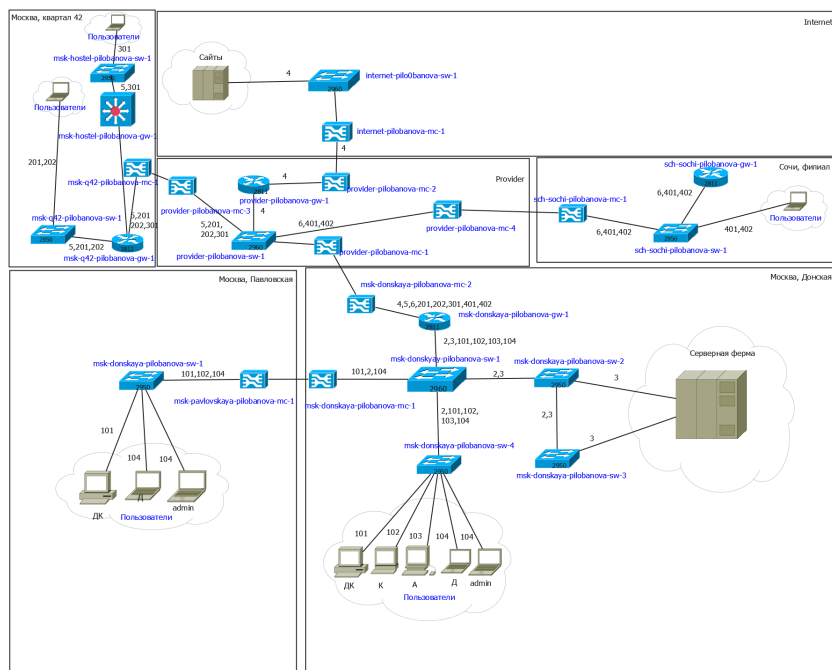 Москва, квартал 42
Пользователи
301
msk-hostel-pilobanova-sw-1
2950
5,301
Пользователи
msk-hostel-pilobanova-gw-1
201,202
msk-q42-pilobanova-mc-1
msk-q42-pilobanova-sw-1
2950
5,201,202
5,201
202,301
2811
msk-q42-pilobanova-gw-1
Internet
Сайты
4
internet-pilo0banova-sw-1
2960
internet-pilobanova-mc-1
4
Provider
provider-pilobanova-mc-3
2811
4
provider-pilobanova-gw-1
provider-pilobanova-mc-2
4
5,201,
202,301
6,401,402
2960
provider-pilobanova-sw-1
provider-pilobanova-mc-1
provider-pilobanova-mc-4
Сочи, филиал
sch-sochi-pilobanova-gw-1
2811
sch-sochi-pilobanova-mc-1
6,401,402
6,401,402
Пользователи
401,402
2950
sch-sochi-pilobanova-sw-1
Москва, Павловская
msk-donskaya-pilobanova-sw-1
2950
101,102,104
msk-pavlovskaya-pilobanova-mc-1
101
104
104
ДК
Д
admin
Пользователи
Москва, Донская
msk-donskaya-pilobanova-mc-2
4,5,6,201,202,301,401,402
msk-donskaya-pilobanova-gw-1
2811
2,3,101,102,103,104
msk-donskyay-pilobanova-sw-1
2960
101,2,104
msk-donskaya-pilobanova-mc-1
2,3
msk-donskaya-pilobanova-sw-2
2960
Серверная ферма
3
2,3
3
2950
msk-donskaya-pilobanova-sw-3
2,101,102,
103,104
msk-donskaya-pilobanova-sw-4
2950
101
102
103
104
104
ДК
К
А
Д
admin
Пользователи